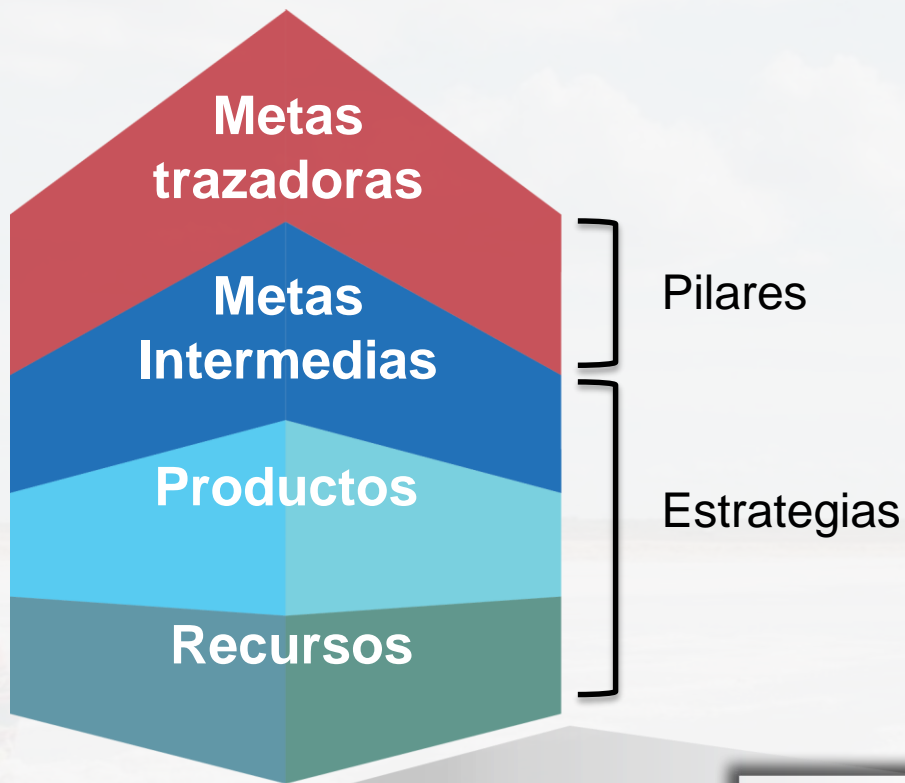 Metas
trazadoras
Metas
Intermedias
Productos
Recursos
Pilares
Estrategias